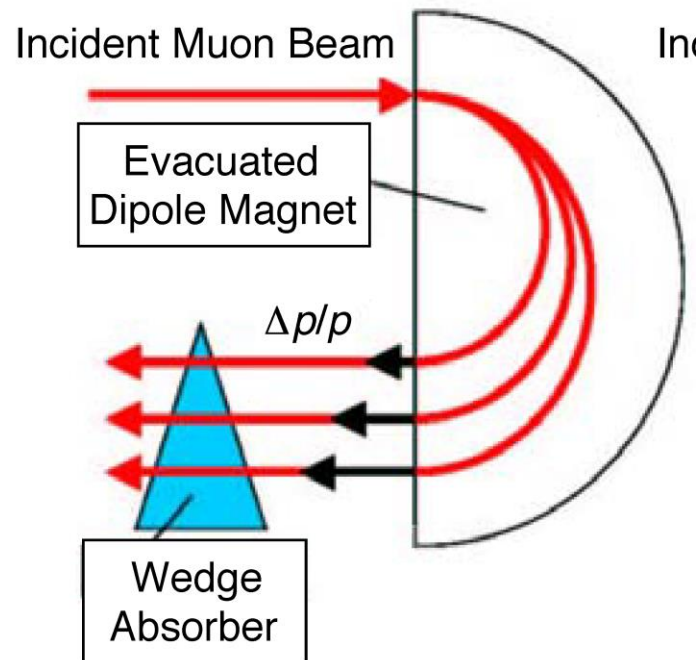 Incident Muon Beam
Evacuated
Dipole Magnet
Δp/p
Wedge
Absorber